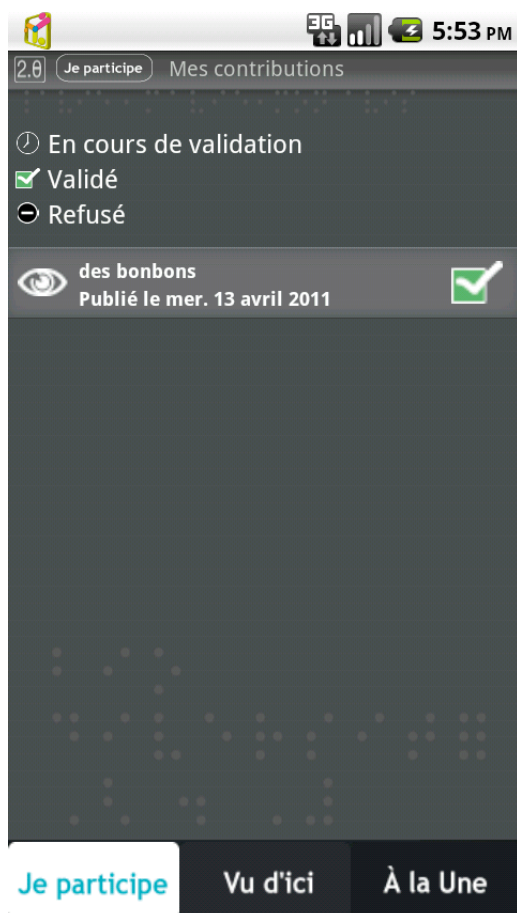 3G 5:53 PM
2.0 Je participe Mes contributions
En cours de validation
Validé
Refusé
des bonbons
Publié le mer. 13 avril 2011
Je participe Vu d'ici À la Une